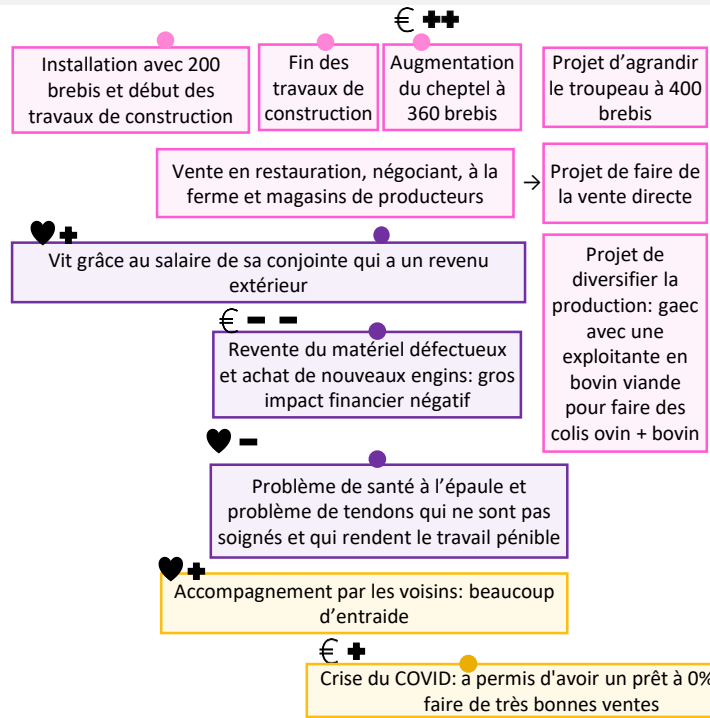 € ++
Installation avec 200
brebis et début des
travaux de construction
Fin des
travaux de
construction
Augmentation
du cheptel à
360 brebis
Projet d’agrandir
le troupeau à 400
brebis
Vente en restauration, négociant, à la
ferme et magasins de producteurs
→
Projet de faire de
la vente directe
♥ +
Vit grâce au salaire de sa conjointe qui a un revenu
extérieur
Projet de
diversifier la
production: gaec
avec une
exploitante en
bovin viande
pour faire des
colis ovin + bovin
€ - -
Revente du matériel défectueux
et achat de nouveaux engins: gros
impact financier négatif
♥ -
Problème de santé à l’épaule et
problème de tendons qui ne sont pas
soignés et qui rendent le travail pénible
♥ +
Accompagnement par les voisins: beaucoup
d’entraide
€ +
Crise du COVID: a permis d'avoir un prêt à 0%
faire de très bonnes ventes